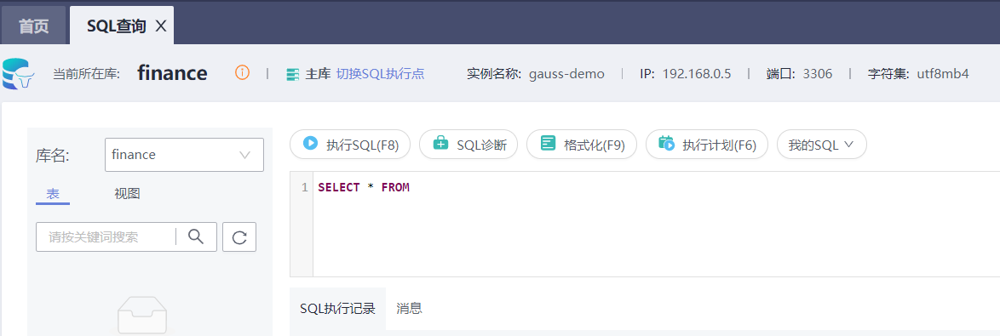 首页 SQL查询
当前所在库: finance 主库 切换SQL执行点 实例名称: gauss-demo IP: 192.168.0.5 端口: 3306 字符集: utf8mb4
库名: finance
表 视图
请按关键词搜索
执行SQL(F8) SQL诊断 格式化(F9) 执行计划(F6) 我的SQL
1 SELECT * FROM
SQL执行记录 消息